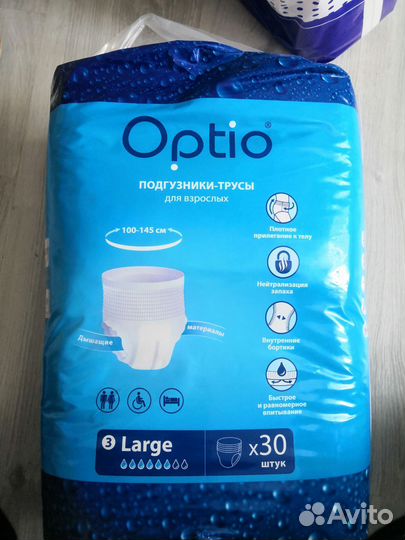 Optio®
ПОДГУЗНИКИ-ТРУСЫ
для взрослых
100-145 см
Плотное
прилегание к телу
Нейтрализация
запаха
Внутренние
бортики
Дышащие
материалы
Быстрое
и равномерное
впитывание
3 Large
x30
штук
Avito